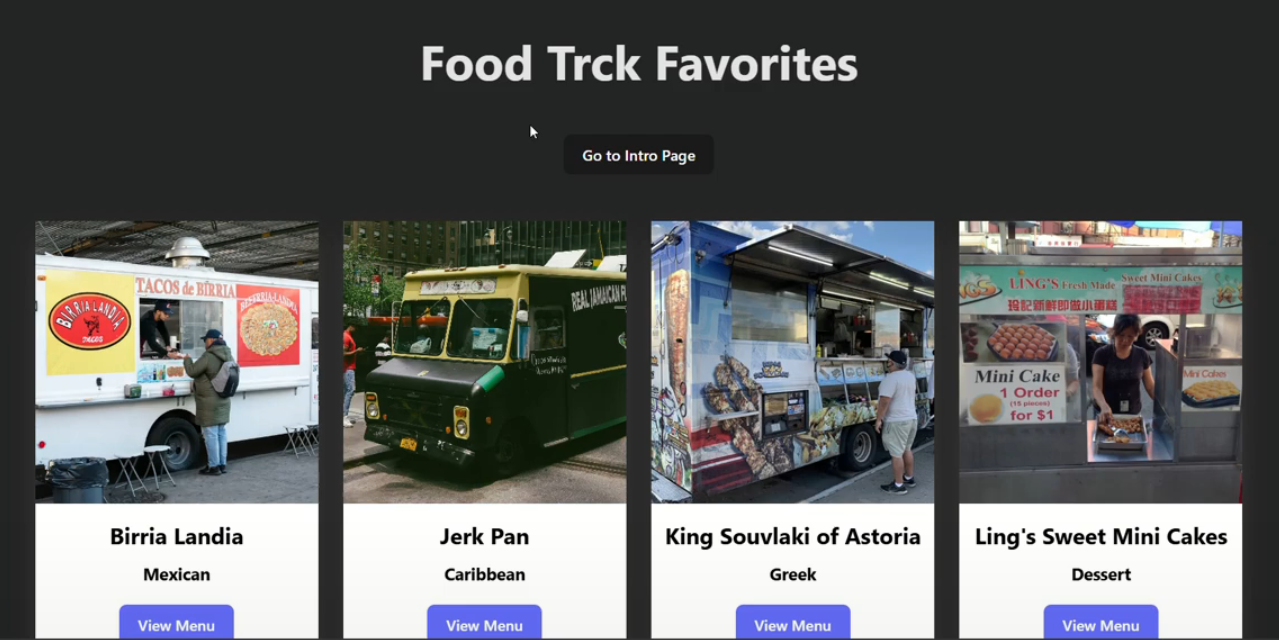 Food Trck Favorites
Go to Intro Page
TACOS de BIRRIA
BIRRIA-LANDIA
TACOS
REAL JAMAICAN
LING'S Fresh Made
Sweet Mini Cakes
玲記新鮮即做小蛋糕
Mini Cake
1 Order
(15 pieces)
for $1
Mini Cakes
Birria Landia
Jerk Pan
King Souvlaki of Astoria
Ling's Sweet Mini Cakes
Mexican
Caribbean
Greek
Dessert
View Menu
View Menu
View Menu
View Menu